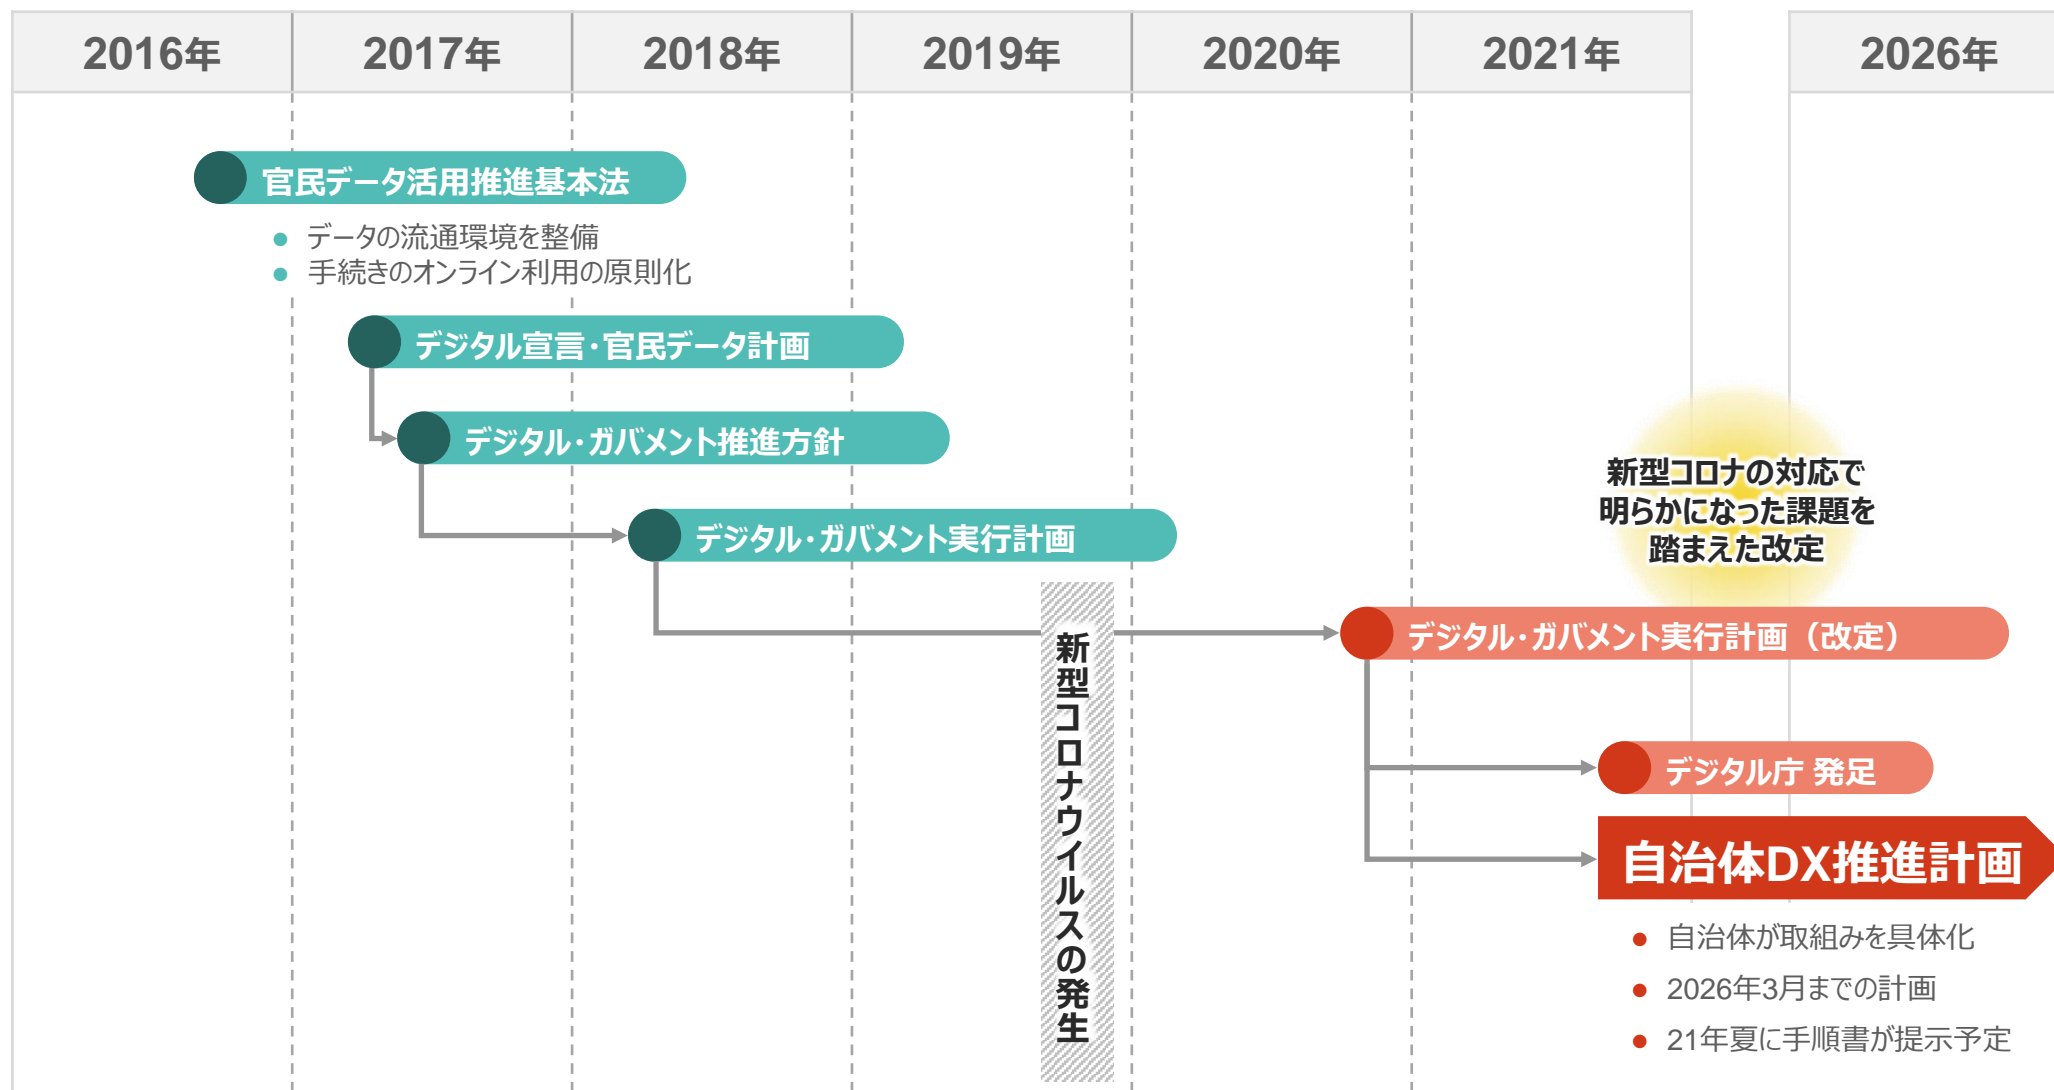 2016年
2017年
2018年
2019年
2020年
2021年
2026年
官民データ活用推進基本法
データの流通環境を整備
手続きのオンライン利用の原則化
デジタル宣言・官民データ計画
デジタル・ガバメント推進方針
デジタル・ガバメント実行計画
新型コロナウイルスの発生
新型コロナの対応で
明らかになった課題を
踏まえた改定
デジタル・ガバメント実行計画（改定）
デジタル庁 発足
自治体DX推進計画
自治体が取組みを具体化
2026年3月までの計画
21年夏に手順書が提示予定